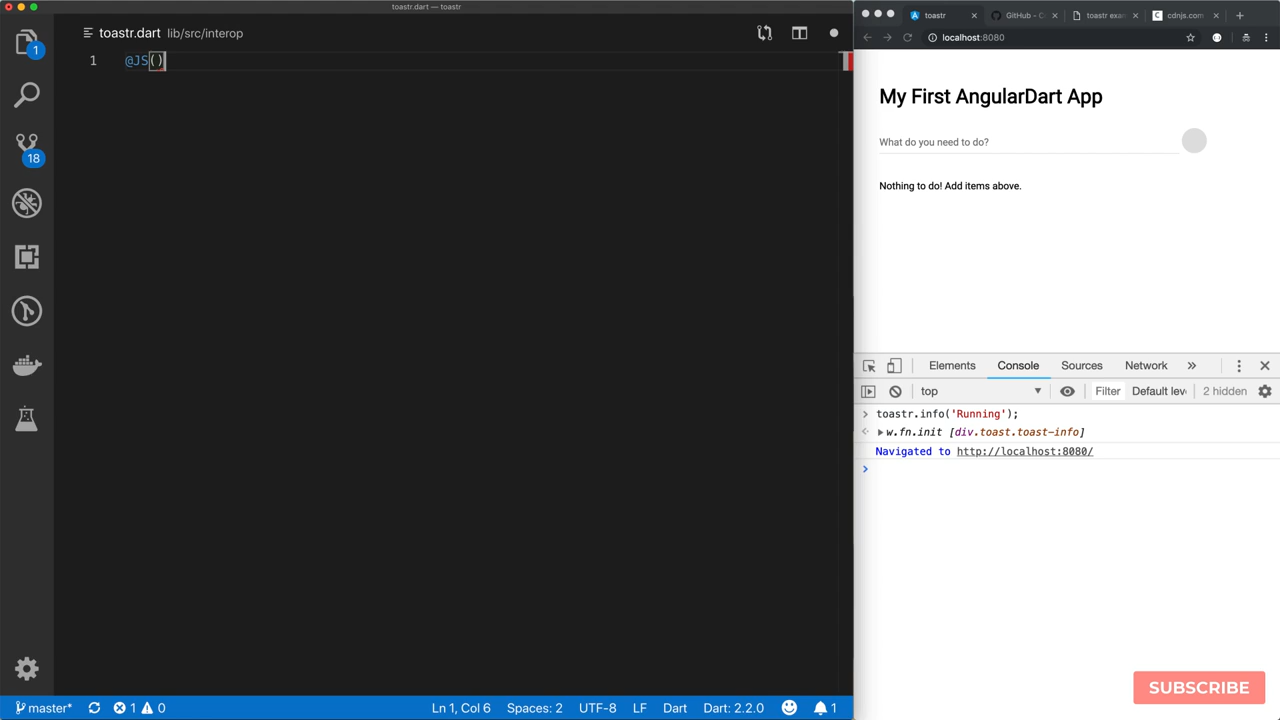 toastr.dart — toastr
toastr.dart lib/src/interop
1 @JS()
1
18
master* 1 0 Ln 1, Col 6 Spaces: 2 UTF-8 LF Dart Dart: 2.2.0 1
toastr GitHub - C toastr exa cdnjs.com
localhost:8080
My First AngularDart App
What do you need to do?
Nothing to do! Add items above.
Elements Console Sources Network »
top Filter Default leve 2 hidden
toastr.info('Running');
w.fn.init [div.toast.toast-info]
Navigated to http://localhost:8080/
SUBSCRIBE